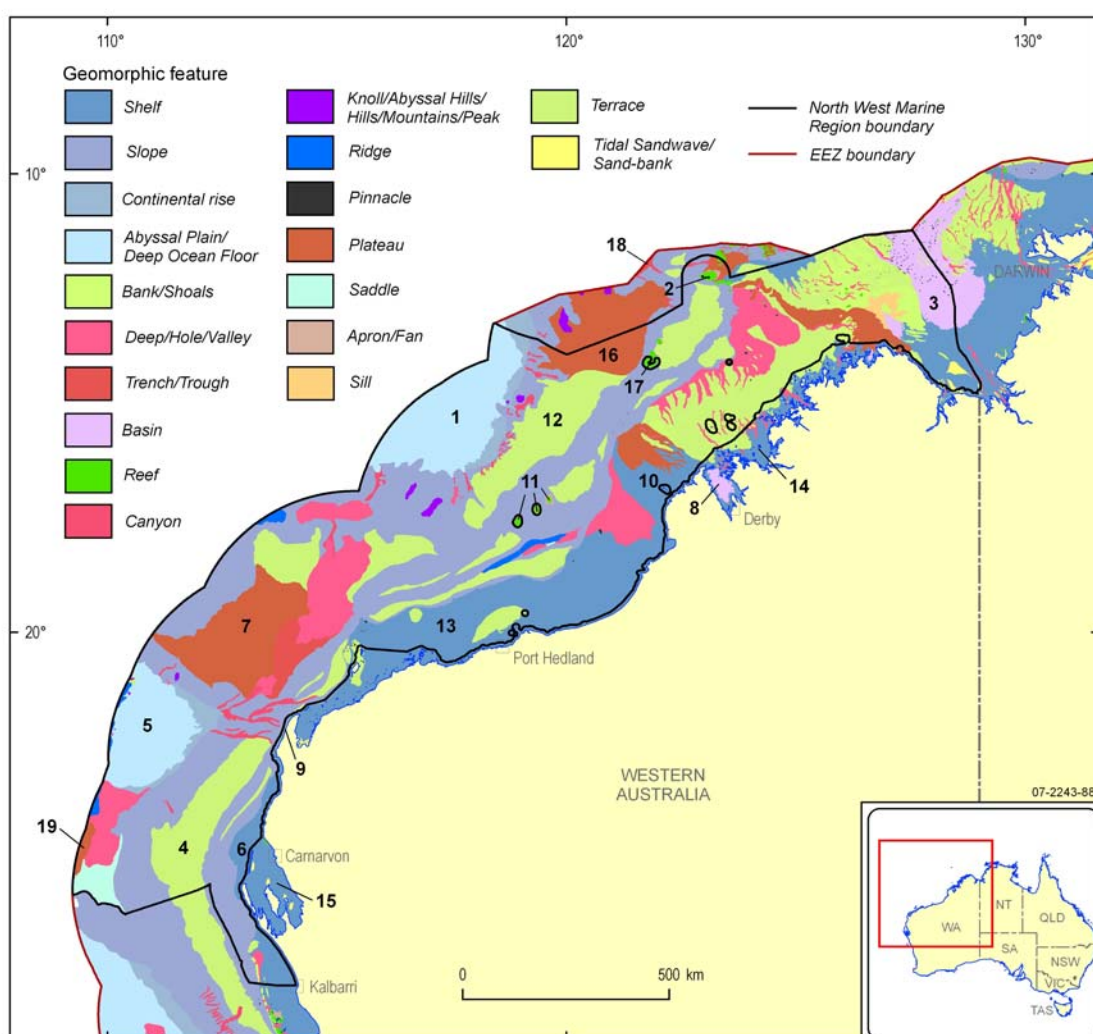 110°
120°
130°
Geomorphic feature
Shelf
Slope
Continental rise
Abyssal Plain/
Deep Ocean Floor
Bank/Shoals
Deep/Hole/Valley
Trench/Trough
Basin
Reef
Canyon
Knoll/Abyssal Hills/
Hills/Mountains/Peak
Ridge
Pinnacle
Plateau
Saddle
Apron/Fan
Sill
Terrace
Tidal Sandwave/
Sand-bank
North West Marine
Region boundary
EEZ boundary
10°
18
2
DARWIN
3
16
17
1
12
11
10
14
8
Derby
7
13
20°
Port Hedland
5
9
WESTERN
AUSTRALIA
07-2243-88
19
4
6
Carnarvon
15
Kalbarri
0
500 km
WA
NT
QLD
SA
NSW
VIC
TAS